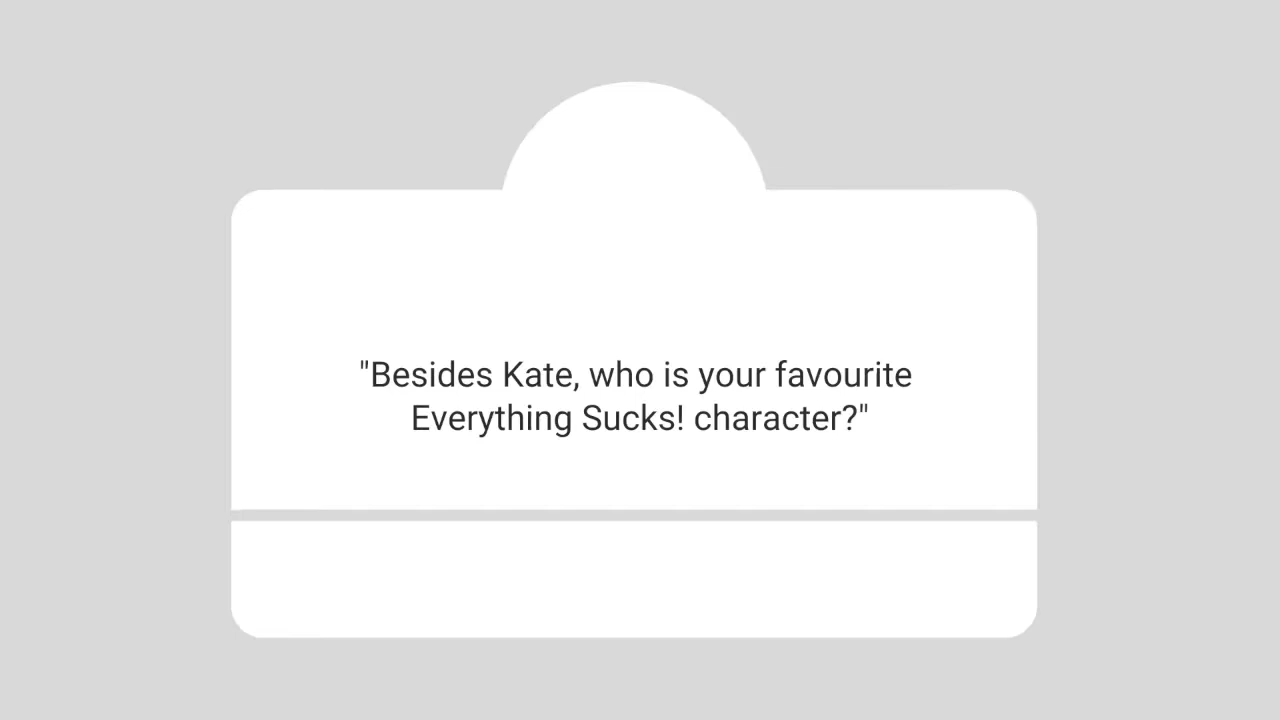 "Besides Kate, who is your favourite
Everything Sucks! character?"